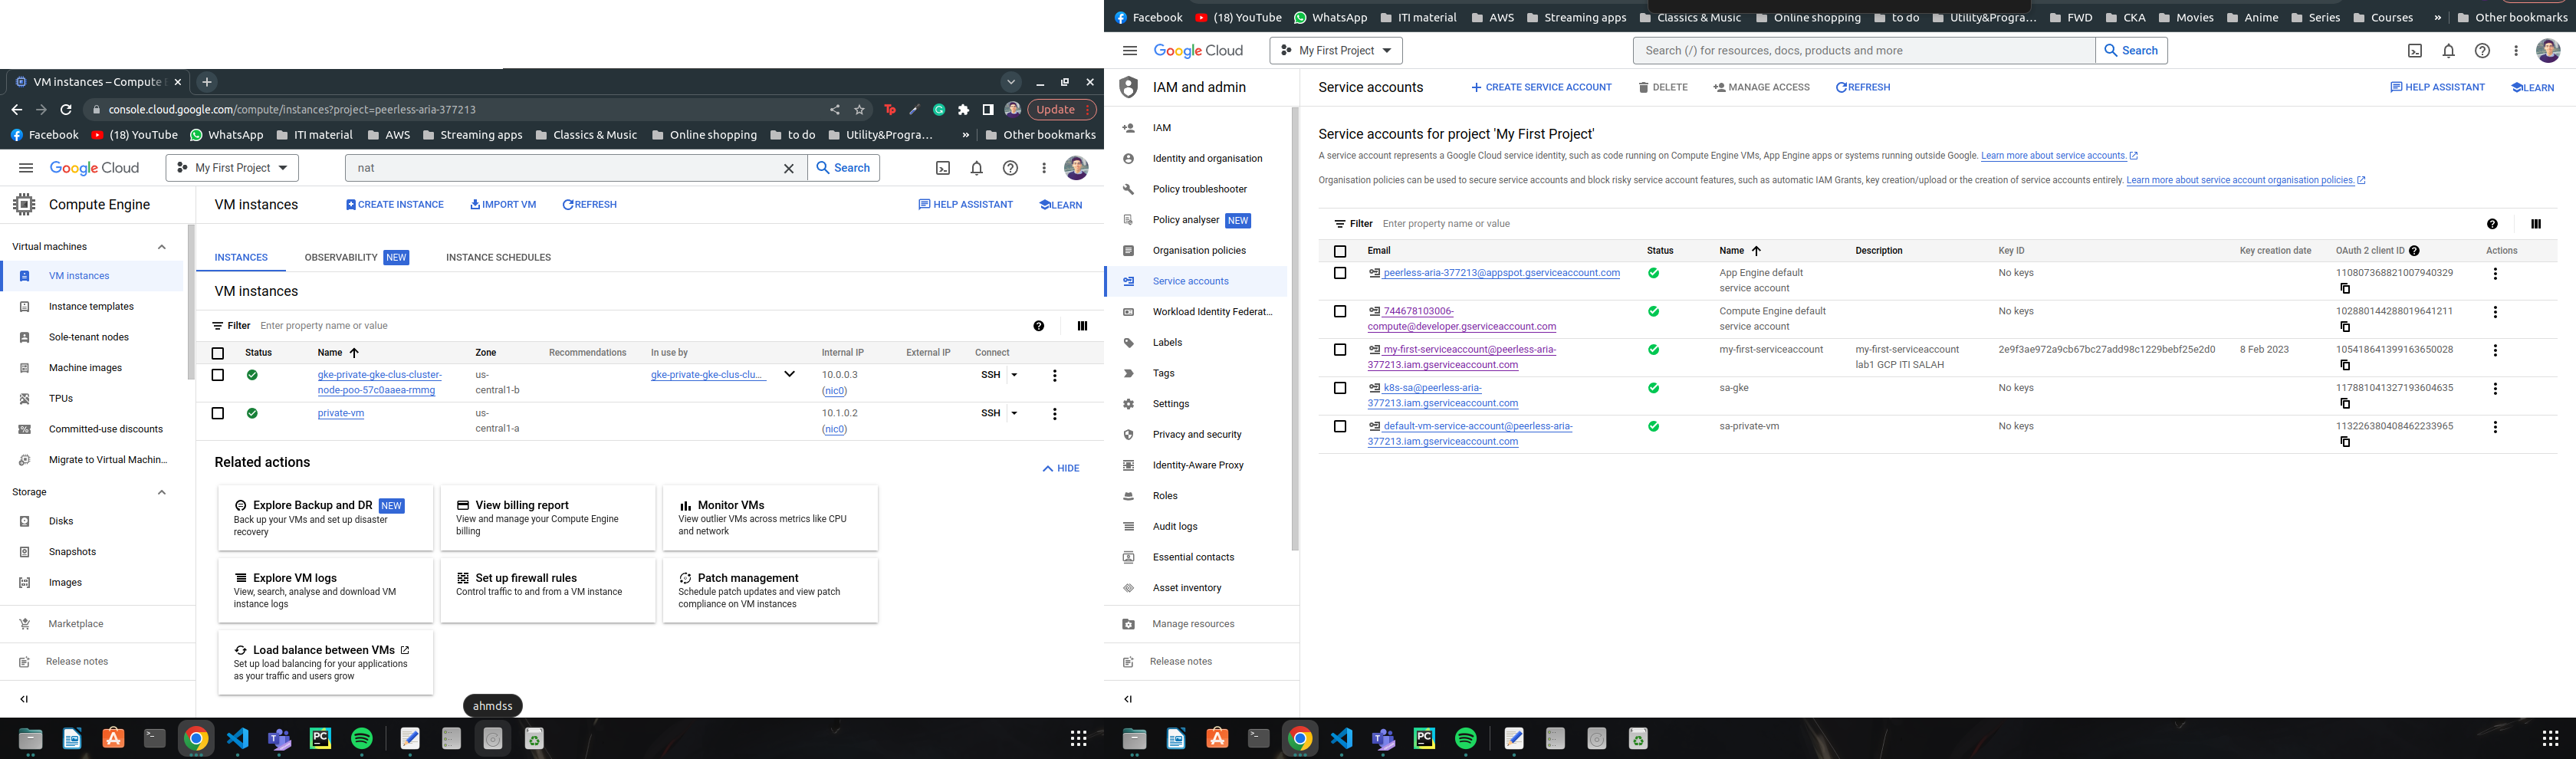 VM instances – Compute E
console.cloud.google.com/compute/instances?project=peerless-aria-377213
Update
Facebook (18) YouTube WhatsApp ITI material AWS Streaming apps Classics & Music Online shopping to do Utility&Progra… » Other bookmarks
Google Cloud My First Project nat Search
Compute Engine
VM instances CREATE INSTANCE IMPORT VM REFRESH HELP ASSISTANT LEARN
Virtual machines
VM instances
Instance templates
Sole-tenant nodes
Machine images
TPUs
Committed-use discounts
Migrate to Virtual Machin…
Storage
Disks
Snapshots
Images
Marketplace
Release notes
INSTANCES OBSERVABILITY NEW INSTANCE SCHEDULES
VM instances
Filter Enter property name or value
Status Name Zone Recommendations In use by Internal IP External IP Connect
gke-private-gke-clus-cluster- us- gke-private-gke-clus-clu… 10.0.0.3 SSH
node-poo-57c0aaea-rmmg central1-b (nic0)
private-vm us- 10.1.0.2 SSH
central1-a (nic0)
Related actions
HIDE
Explore Backup and DR NEW
Back up your VMs and set up disaster
recovery
View billing report
View and manage your Compute Engine
billing
Monitor VMs
View outlier VMs across metrics like CPU
and network
Explore VM logs
View, search, analyse and download VM
instance logs
Set up firewall rules
Control traffic to and from a VM instance
Patch management
Schedule patch updates and view patch
compliance on VM instances
Load balance between VMs
Set up load balancing for your applications
as your traffic and users grow
ahmdss
Facebook (18) YouTube WhatsApp ITI material AWS Streaming apps Classics & Music Online shopping to do Utility&Progra… FWD CKA Movies Anime Series Courses » Other bookmarks
Google Cloud My First Project Search (/) for resources, docs, products and more Search
IAM and admin
Service accounts CREATE SERVICE ACCOUNT DELETE MANAGE ACCESS REFRESH HELP ASSISTANT LEARN
IAM
Identity and organisation
Policy troubleshooter
Policy analyser NEW
Organisation policies
Service accounts
Workload Identity Federat…
Labels
Tags
Settings
Privacy and security
Identity-Aware Proxy
Roles
Audit logs
Essential contacts
Asset inventory
Manage resources
Release notes
Service accounts for project 'My First Project'
A service account represents a Google Cloud service identity, such as code running on Compute Engine VMs, App Engine apps or systems running outside Google. Learn more about service accounts.
Organisation policies can be used to secure service accounts and block risky service account features, such as automatic IAM Grants, key creation/upload or the creation of service accounts entirely. Learn more about service account organisation policies.
Filter Enter property name or value
Email Status Name Description Key ID Key creation date OAuth 2 client ID Actions
peerless-aria-377213@appspot.gserviceaccount.com App Engine default No keys 110807368821007940329
service account
744678103006- Compute Engine default No keys 102880144288019641211
compute@developer.gserviceaccount.com service account
my-first-serviceaccount@peerless-aria- my-first-serviceaccount my-first-serviceaccount 2e9f3ae972a9cb67bc27add98c1229bebf25e2d0 8 Feb 2023 105418641399163650028
377213.iam.gserviceaccount.com lab1 GCP ITI SALAH
k8s-sa@peerless-aria- sa-gke No keys 117881041327193604635
377213.iam.gserviceaccount.com
default-vm-service-account@peerless-aria- sa-private-vm No keys 113226380408462233965
377213.iam.gserviceaccount.com